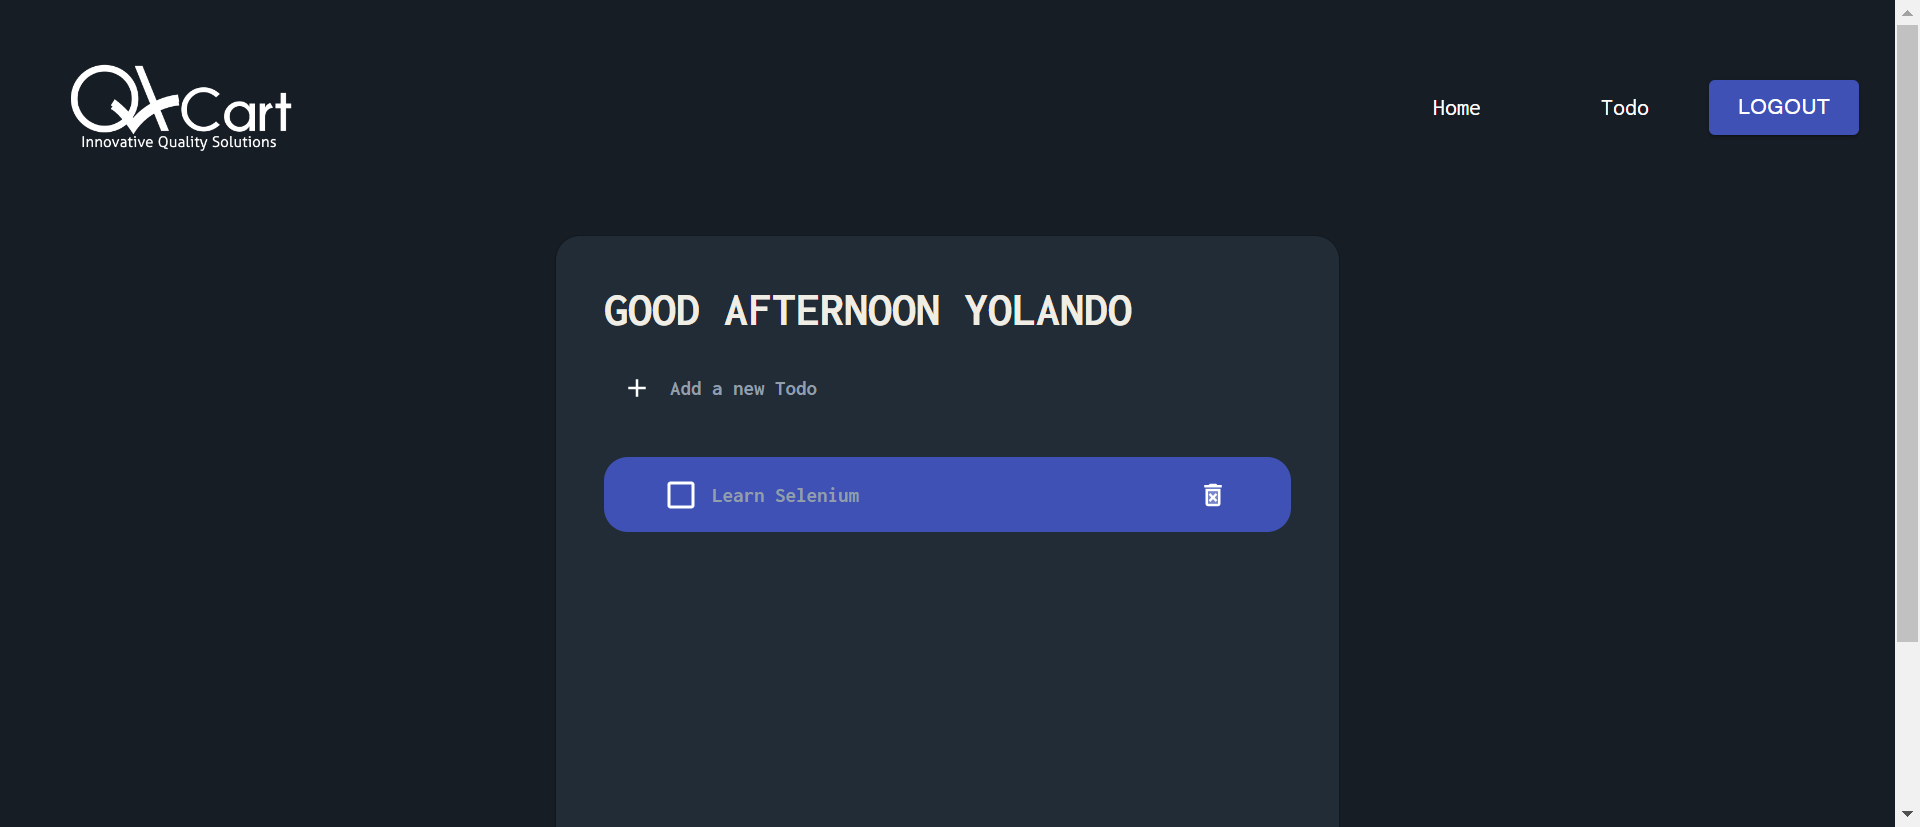 QACart
Innovative Quality Solutions
Home
Todo
LOGOUT
GOOD AFTERNOON YOLANDO
Add a new Todo
Learn Selenium